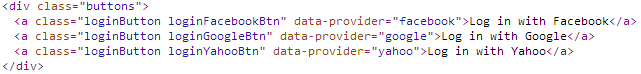 <div class="buttons">
<a class="loginButton loginFacebookBtn" data-provider="facebook">Log in with Facebook</a>
<a class="loginButton loginGoogleBtn" data-provider="google">Log in with Google</a>
<a class="loginButton loginYahooBtn" data-provider="yahoo">Log in with Yahoo</a>
</div>